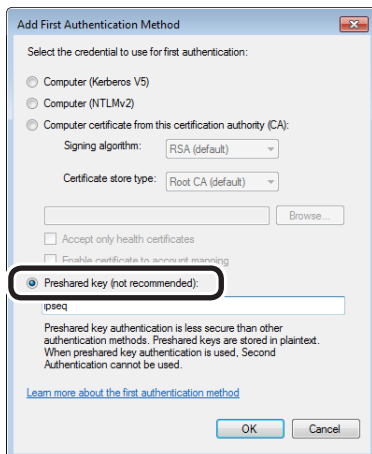 Add First Authentication Method
Select the credential to use for first authentication:
Computer (Kerberos V5)
Computer (NTLMv2)
Computer certificate from this certification authority (CA):
Signing algorithm: RSA (default)
Certificate store type: Root CA (default)
Browse...
Accept only health certificates
Enable certificate to account mapping
Preshared key (not recommended):
ipseq
Preshared key authentication is less secure than other
authentication methods. Preshared keys are stored in plaintext.
When preshared key authentication is used, Second
Authentication cannot be used.
Learn more about the first authentication method
OK Cancel